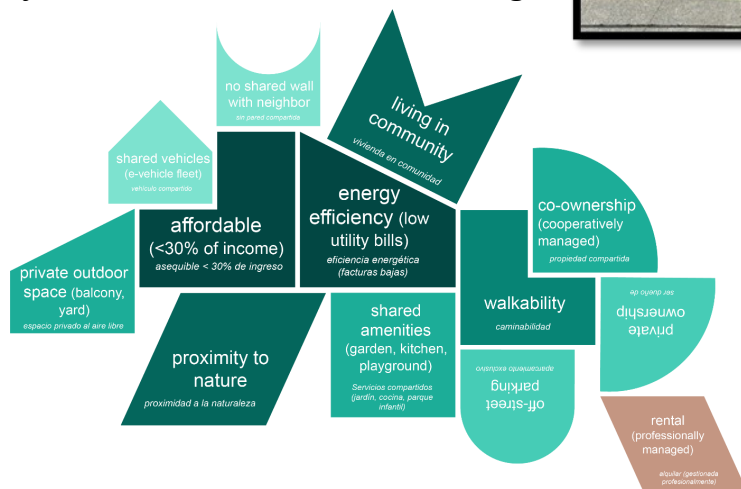 no shared wall
with neighbor
sin pared compartida
living in
community
vivienda en comunidad
shared vehicles
(e-vehicle fleet)
vehículo compartido
affordable
(<30% of income)
asequible < 30% de ingreso
energy
efficiency (low
utility bills)
eficiencia energética
(facturas bajas)
co-ownership
(cooperatively
managed)
propiedad compartida
private outdoor
space (balcony,
yard)
espacio privado al aire libre
proximity to
nature
proximidad a la naturaleza
shared
amenities
(garden, kitchen,
playground)
Servicios compartidos
(jardín, cocina, parque
infantil)
walkability
caminabilidad
private
ownership
ser dueño de
off-street
parking
aparcamiento exclusivo
rental
(professionally
managed)
alquilar (gestionada
profesionalmente)